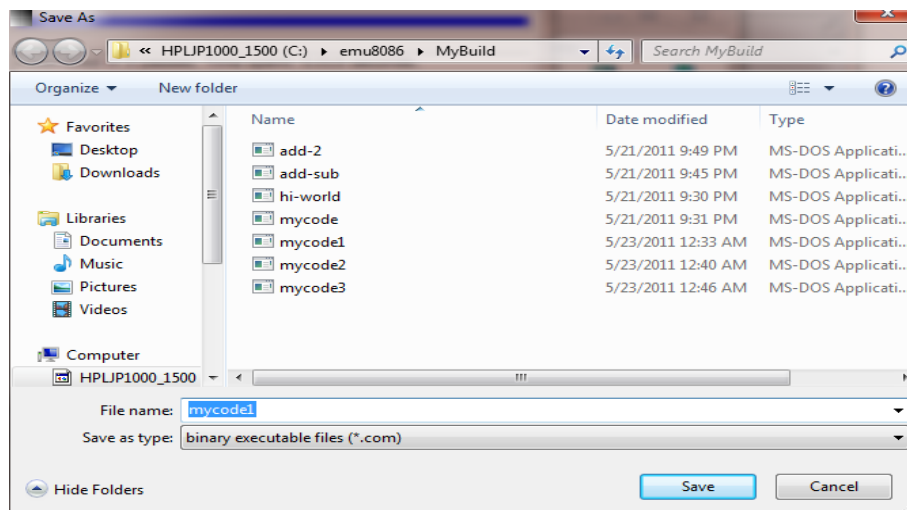 Save As
« HPLJP1000_1500 (C:) ▸ emu8086 ▸ MyBuild Search MyBuild
Organize New folder
Favorites
Desktop
Downloads
Libraries
Documents
Music
Pictures
Videos
Computer
HPLJP1000_1500
Name Date modified Type
add-2 5/21/2011 9:49 PM MS-DOS Applicati...
add-sub 5/21/2011 9:45 PM MS-DOS Applicati...
hi-world 5/21/2011 9:30 PM MS-DOS Applicati...
mycode 5/21/2011 9:31 PM MS-DOS Applicati...
mycode1 5/23/2011 12:33 AM MS-DOS Applicati...
mycode2 5/23/2011 12:40 AM MS-DOS Applicati...
mycode3 5/23/2011 12:46 AM MS-DOS Applicati...
File name: mycode1
Save as type: binary executable files (*.com)
Hide Folders Save Cancel